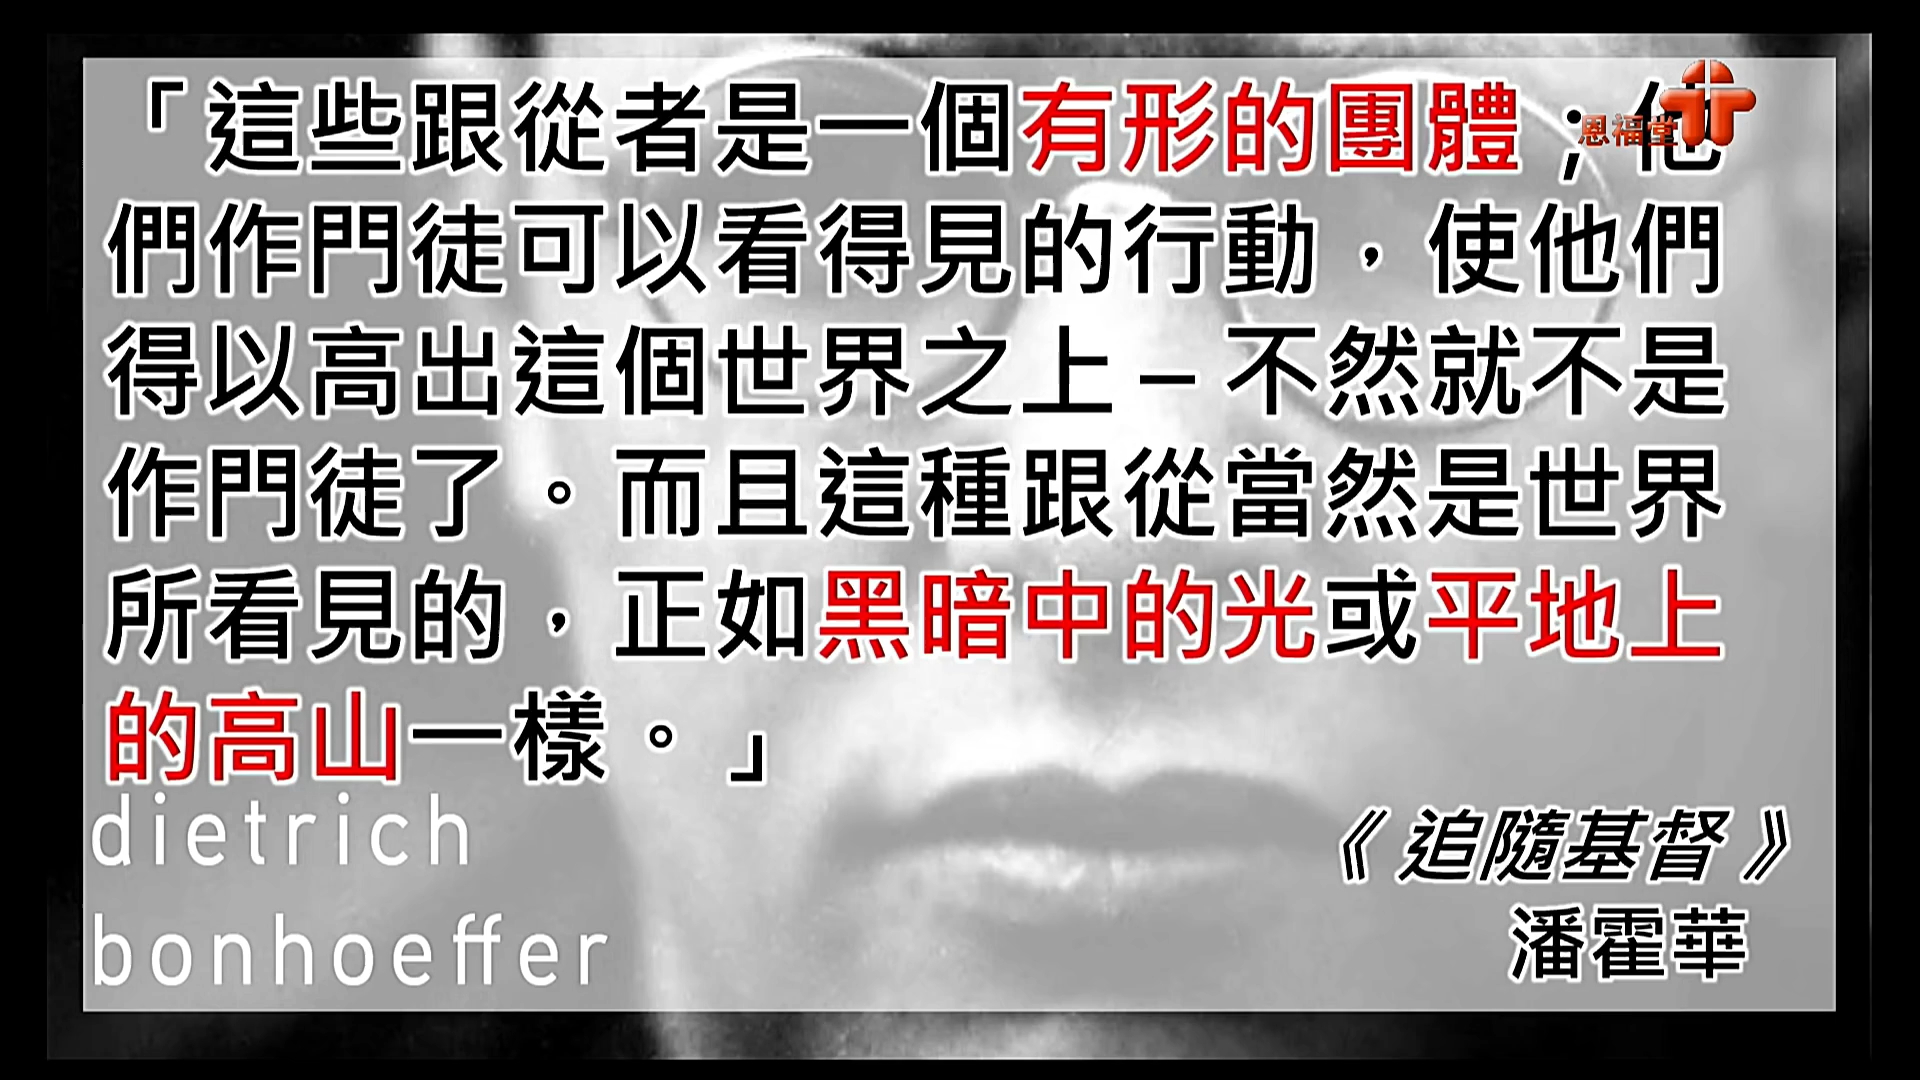 「這些跟從者是一個有形的團體；他
恩福堂
們作門徒可以看得見的行動，使他們
得以高出這個世界之上–不然就不是
作門徒了。而且這種跟從當然是世界
所看見的，正如黑暗中的光或平地上
的高山一樣。」
dietrich
bonhoeffer
《追隨基督》
潘霍華